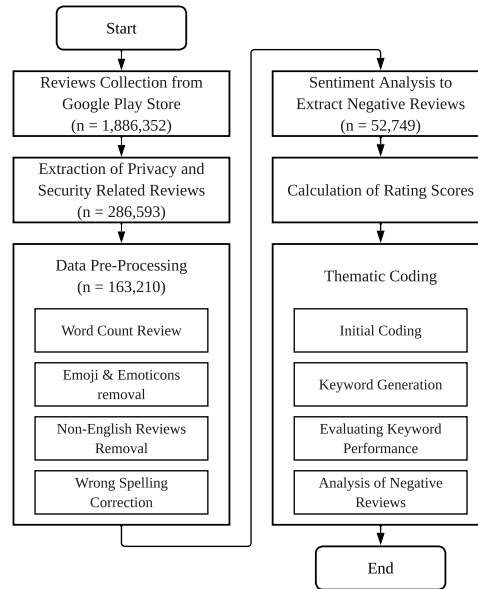 Start
Reviews Collection from
Google Play Store
(n = 1,886,352)
Extraction of Privacy and
Security Related Reviews
(n = 286,593)
Data Pre-Processing
(n = 163,210)
Word Count Review
Emoji & Emoticons
removal
Non-English Reviews
Removal
Wrong Spelling
Correction
Sentiment Analysis to
Extract Negative Reviews
(n = 52,749)
Calculation of Rating Scores
Thematic Coding
Initial Coding
Keyword Generation
Evaluating Keyword
Performance
Analysis of Negative
Reviews
End